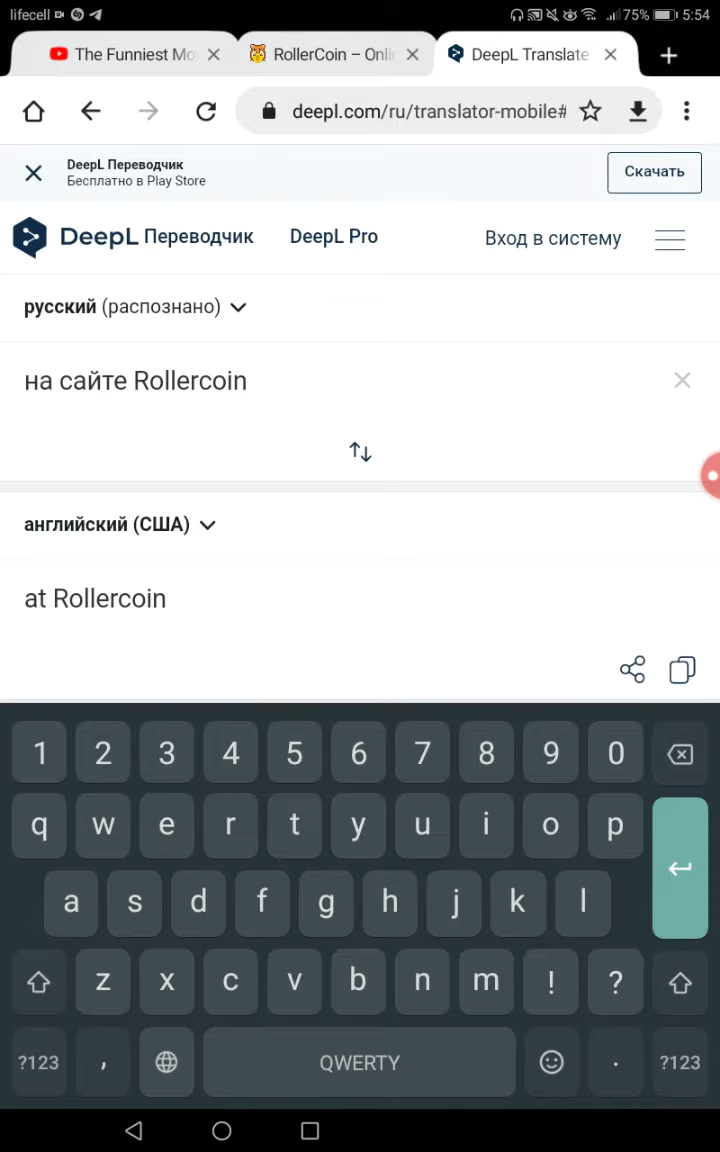 lifecell 75% 5:54
The Funniest Mo RollerCoin – Onli DeepL Translate
deepl.com/ru/translator-mobile#
DeepL Переводчик
Бесплатно в Play Store
Скачать
DeepL Переводчик DeepL Pro Вход в систему
русский (распознано)
на сайте Rollercoin
английский (США)
at Rollercoin
1 2 3 4 5 6 7 8 9 0
q w e r t y u i o p
a s d f g h j k l
z x c v b n m ! ?
?123 , QWERTY . ?123